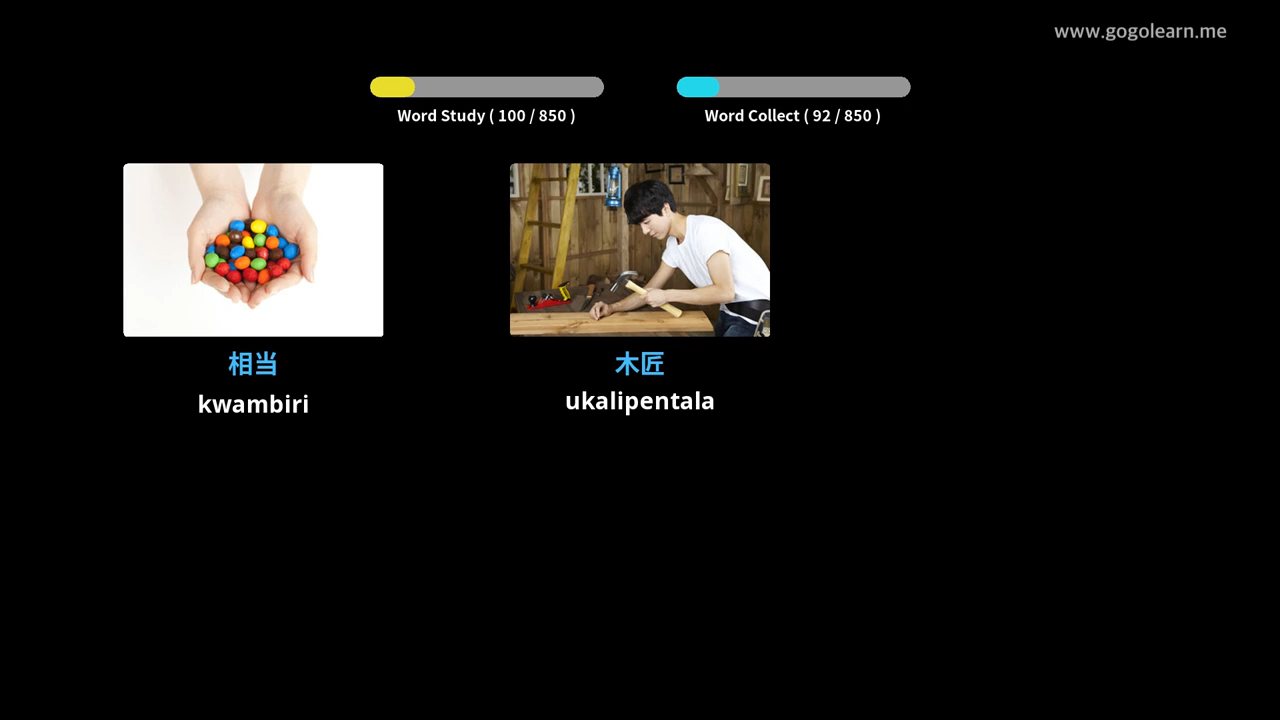 www.gogolearn.me
Word Study ( 100 / 850 )
Word Collect ( 92 / 850 )
相当
kwambiri
木匠
ukalipentala